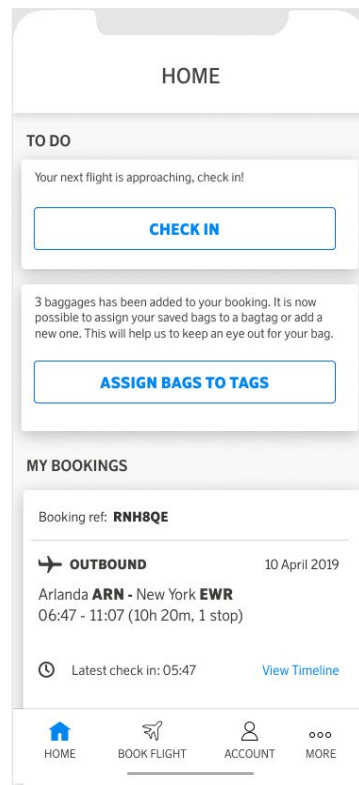 HOME
TO DO
Your next flight is approaching, check in!
CHECK IN
3 baggages has been added to your booking. It is now
possible to assign your saved bags to a bagtag or add a
new one. This will help us to keep an eye out for your bag.
ASSIGN BAGS TO TAGS
MY BOOKINGS
Booking ref: RNH8QE
OUTBOUND 10 April 2019
Arlanda ARN - New York EWR
06:47 - 11:07 (10h 20m, 1 stop)
Latest check in: 05:47 View Timeline
HOME BOOK FLIGHT ACCOUNT MORE